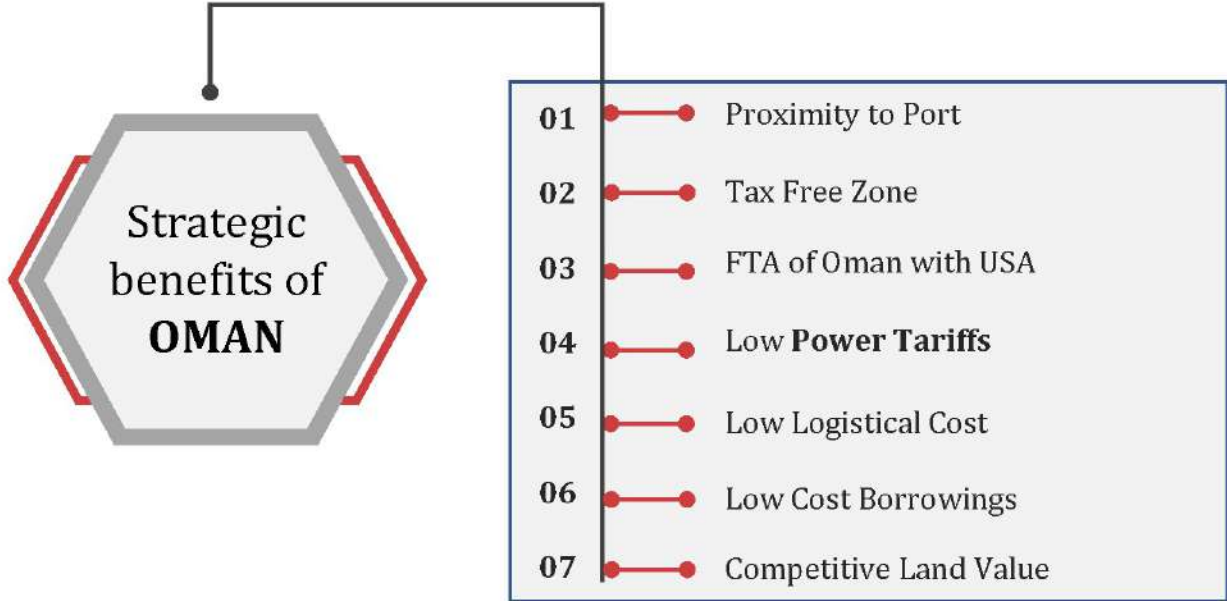 Strategic
benefits of
OMAN
01 Proximity to Port
02 Tax Free Zone
03 FTA of Oman with USA
04 Low Power Tariffs
05 Low Logistical Cost
06 Low Cost Borrowings
07 Competitive Land Value